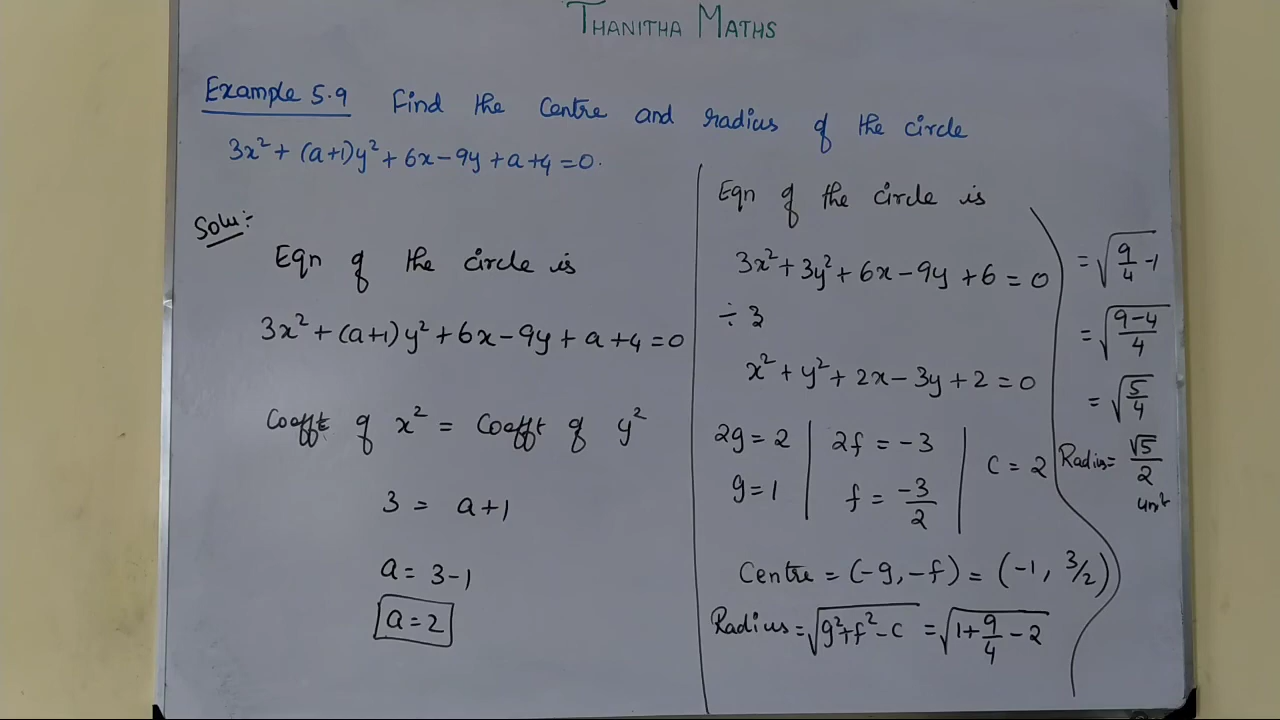 THANITHA MATHS
Example 5.9 Find the Centre and radius of the circle
3x² + (a+1)y² + 6x - 9y + a + 4 = 0.
Solu:-
Eqn of the circle is
3x² + (a+1) y² + 6x - 9y + a + 4 = 0
Coefft of x² = Coefft of y²
3 = a+1
a = 3-1
a = 2
Eqn of the circle is
3x² + 3y² + 6x - 9y + 6 = 0
÷ 3
x² + y² + 2x - 3y + 2 = 0
2g = 2 | 2f = -3 | C = 2
g = 1 | f = -3/2
Centre = (-g, -f) = (-1, 3/2)
Radius = √(g²+f²-c) = √(1+9/4-2)
= √(9/4-1)
= √((9-4)/4)
= √(5/4)
Radius = √5/2
unit